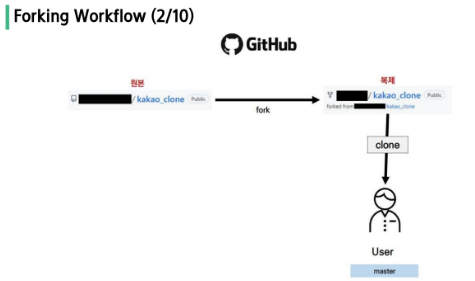 Forking Workflow (2/10)
GitHub
원본
/ kakao_clone Public
fork
복제
/ kakao_clone Public
forked from /kakao_clone
clone
User
master